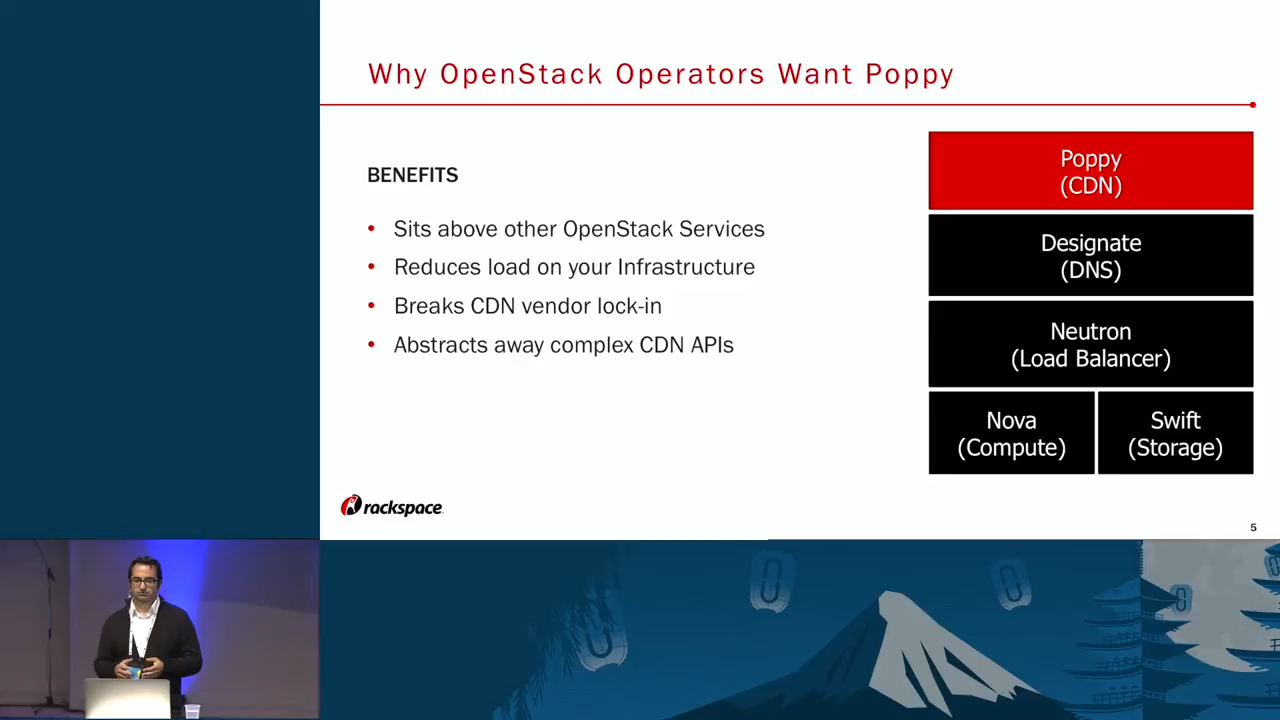 Why OpenStack Operators Want Poppy
BENEFITS
• Sits above other OpenStack Services
• Reduces load on your Infrastructure
• Breaks CDN vendor lock-in
• Abstracts away complex CDN APIs
Poppy
(CDN)
Designate
(DNS)
Neutron
(Load Balancer)
Nova
(Compute)
Swift
(Storage)
rackspace
5